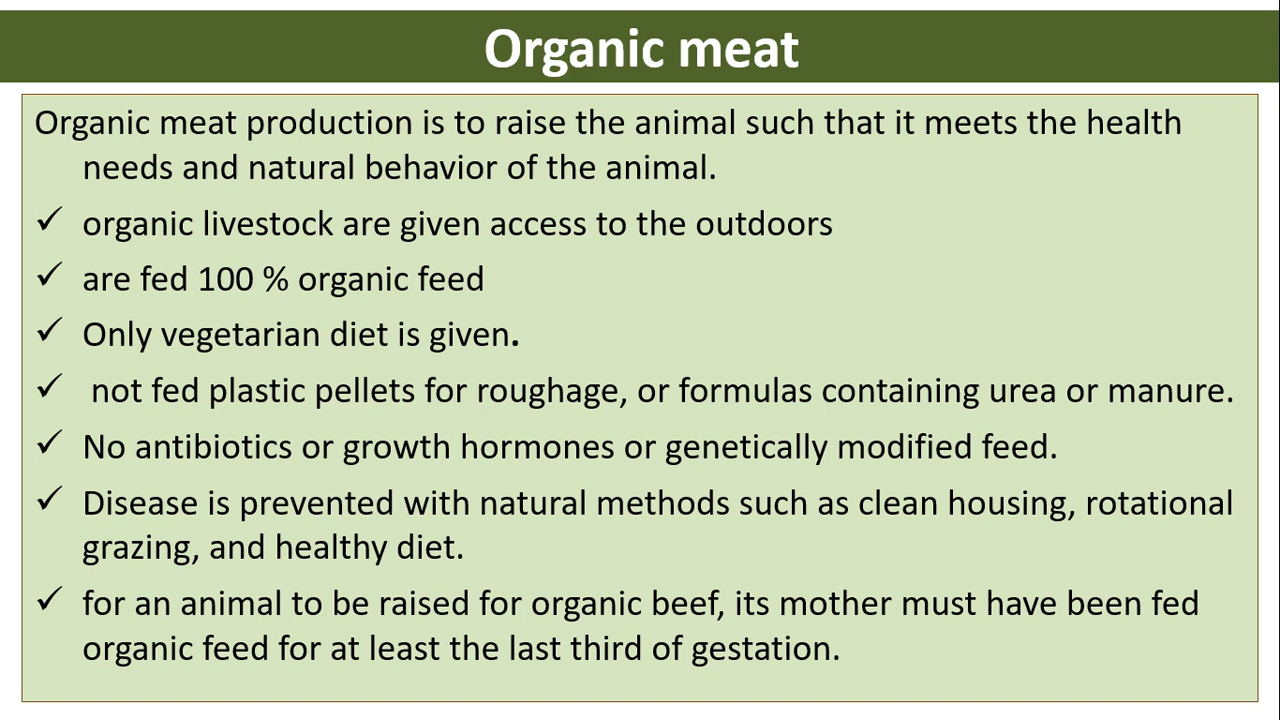 Organic meat
Organic meat production is to raise the animal such that it meets the health
needs and natural behavior of the animal.
✓ organic livestock are given access to the outdoors
✓ are fed 100 % organic feed
✓ Only vegetarian diet is given.
✓ not fed plastic pellets for roughage, or formulas containing urea or manure.
✓ No antibiotics or growth hormones or genetically modified feed.
✓ Disease is prevented with natural methods such as clean housing, rotational
grazing, and healthy diet.
✓ for an animal to be raised for organic beef, its mother must have been fed
organic feed for at least the last third of gestation.